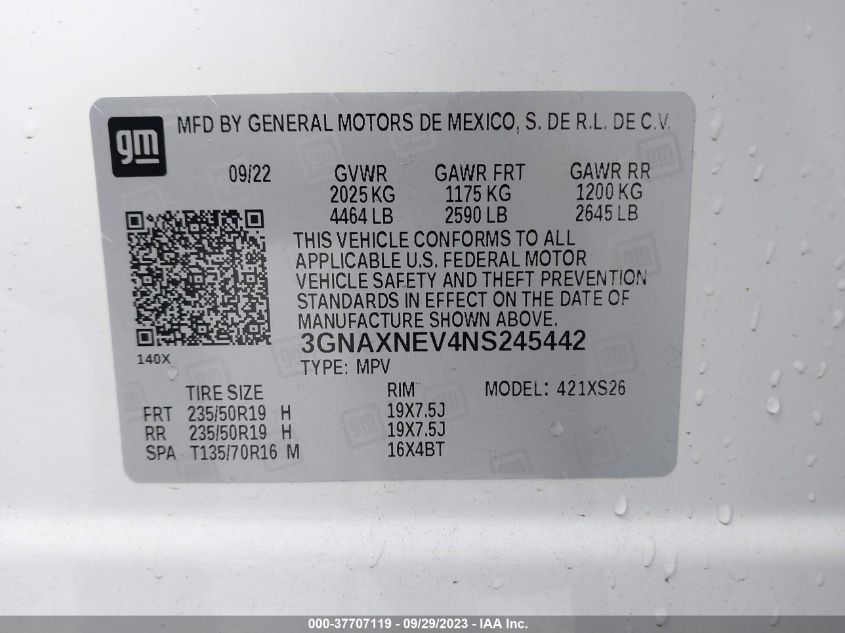 gm MFD BY GENERAL MOTORS DE MEXICO, S. DE R.L. DE C.V.
09/22 GVWR GAWR FRT GAWR RR
2025 KG 1175 KG 1200 KG
4464 LB 2590 LB 2645 LB
THIS VEHICLE CONFORMS TO ALL
APPLICABLE U.S. FEDERAL MOTOR
VEHICLE SAFETY AND THEFT PREVENTION
STANDARDS IN EFFECT ON THE DATE OF
MANUFACTURE SHOWN ABOVE.
140X 3GNAXNEV4NS245442
TYPE: MPV
TIRE SIZE RIM MODEL: 421XS26
FRT 235/50R19 H 19X7.5J
RR 235/50R19 H 19X7.5J
SPA T135/70R16 M 16X4BT
000-37707119 - 09/29/2023 - IAA Inc.